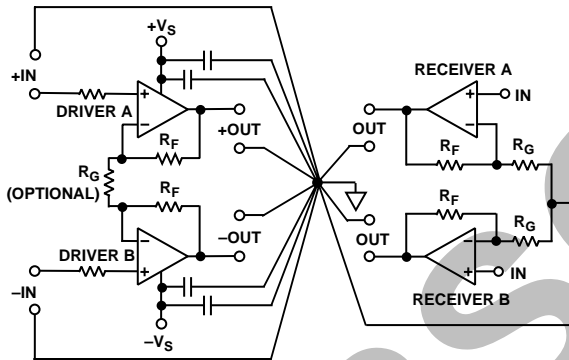 +VS
+IN
+
–
DRIVER A
RF
RG
(OPTIONAL)
RF
DRIVER B
–
+
–IN
–VS
+OUT
–OUT
RECEIVER A
+
IN
–
OUT
RF
RG
RF
RG
OUT
–
+
IN
RECEIVER B